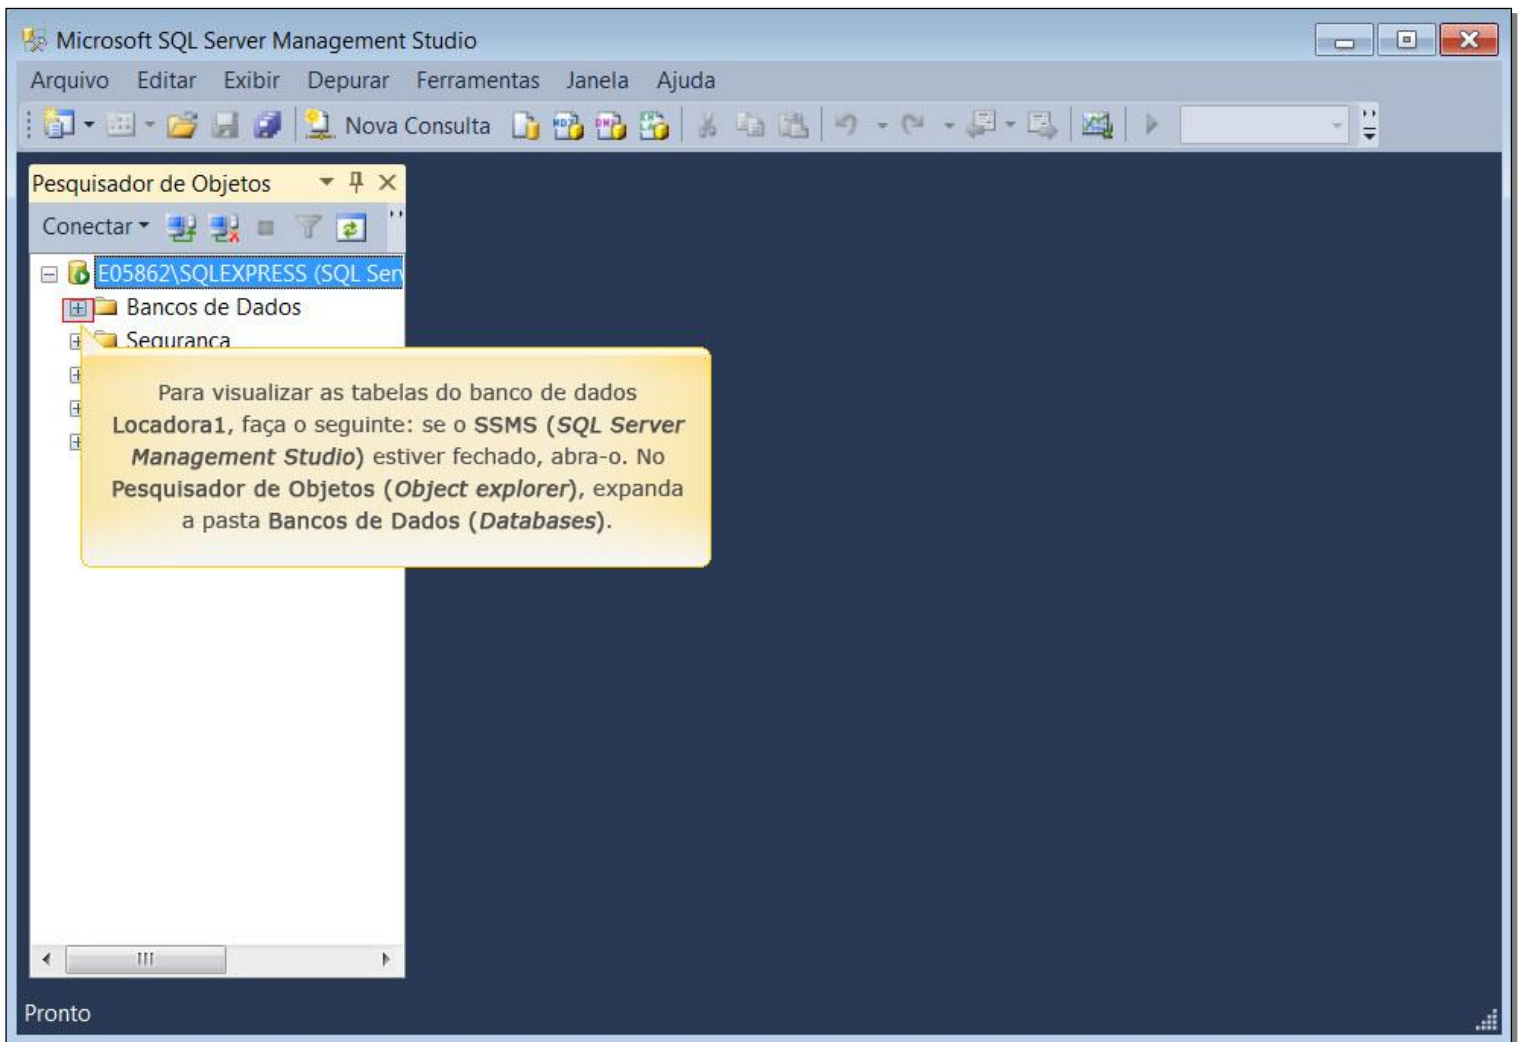 Microsoft SQL Server Management Studio
Arquivo Editar Exibir Depurar Ferramentas Janela Ajuda
Nova Consulta
Pesquisador de Objetos
Conectar
E05862\SQLEXPRESS (SQL Serv
Bancos de Dados
Segurança
Para visualizar as tabelas do banco de dados
Locadora1, faça o seguinte: se o SSMS (SQL Server
Management Studio) estiver fechado, abra-o. No
Pesquisador de Objetos (Object explorer), expanda
a pasta Bancos de Dados (Databases).
Pronto